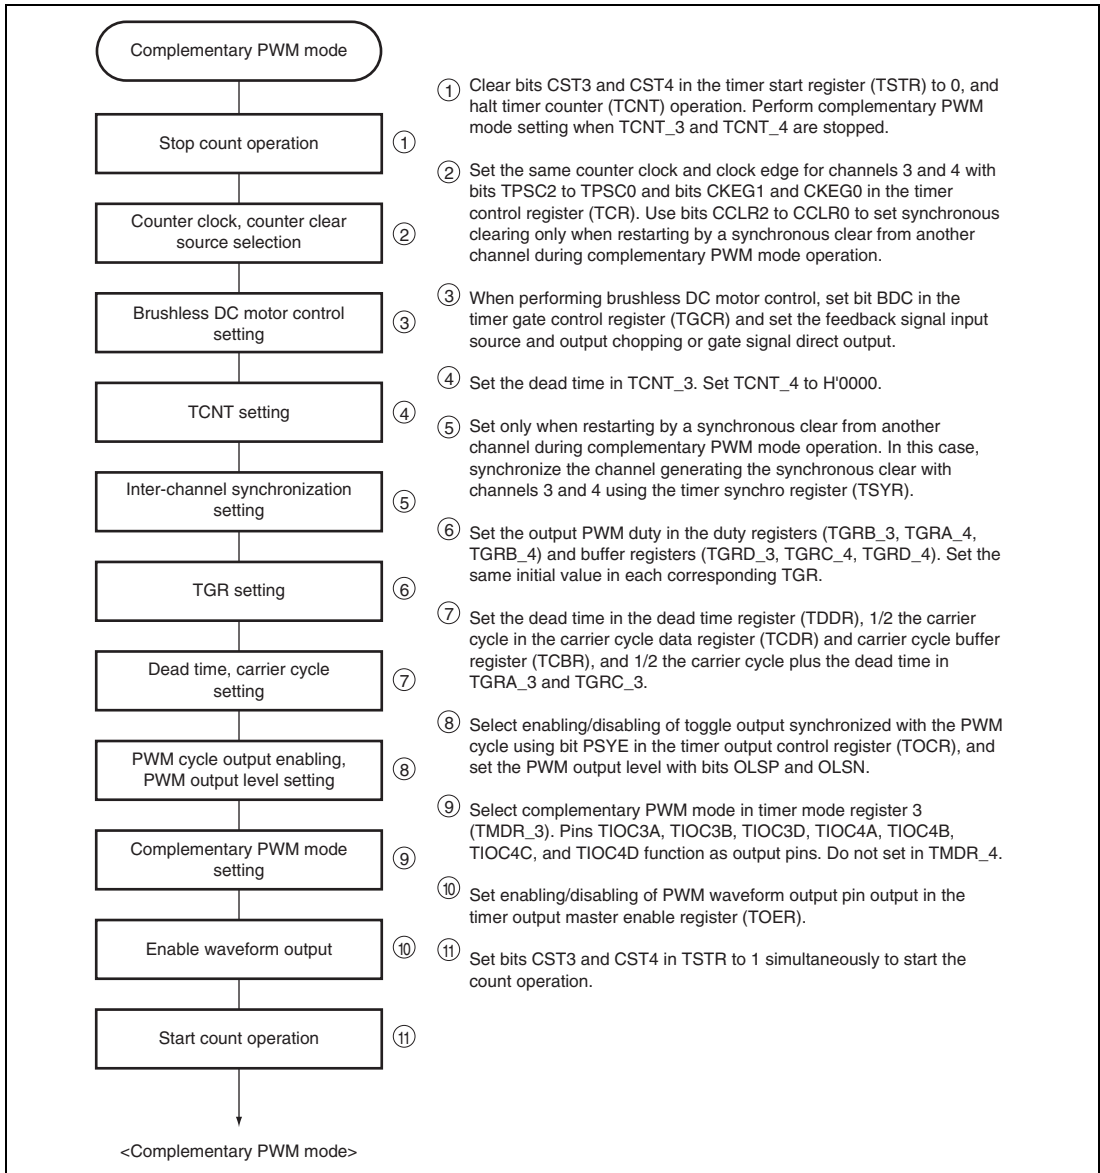 Complementary PWM mode
Stop count operation
①
Counter clock, counter clear
source selection
②
Brushless DC motor control
setting
③
TCNT setting
④
Inter-channel synchronization
setting
⑤
TGR setting
⑥
Dead time, carrier cycle
setting
⑦
PWM cycle output enabling,
PWM output level setting
⑧
Complementary PWM mode
setting
⑨
Enable waveform output
⑩
Start count operation
⑪
<Complementary PWM mode>
① Clear bits CST3 and CST4 in the timer start register (TSTR) to 0, and
halt timer counter (TCNT) operation. Perform complementary PWM
mode setting when TCNT_3 and TCNT_4 are stopped.
② Set the same counter clock and clock edge for channels 3 and 4 with
bits TPSC2 to TPSC0 and bits CKEG1 and CKEG0 in the timer
control register (TCR). Use bits CCLR2 to CCLR0 to set synchronous
clearing only when restarting by a synchronous clear from another
channel during complementary PWM mode operation.
③ When performing brushless DC motor control, set bit BDC in the
timer gate control register (TGCR) and set the feedback signal input
source and output chopping or gate signal direct output.
④ Set the dead time in TCNT_3. Set TCNT_4 to H'0000.
⑤ Set only when restarting by a synchronous clear from another
channel during complementary PWM mode operation. In this case,
synchronize the channel generating the synchronous clear with
channels 3 and 4 using the timer synchro register (TSYR).
⑥ Set the output PWM duty in the duty registers (TGRB_3, TGRA_4,
TGRB_4) and buffer registers (TGRD_3, TGRC_4, TGRD_4). Set the
same initial value in each corresponding TGR.
⑦ Set the dead time in the dead time register (TDDR), 1/2 the carrier
cycle in the carrier cycle data register (TCDR) and carrier cycle buffer
register (TCBR), and 1/2 the carrier cycle plus the dead time in
TGRA_3 and TGRC_3.
⑧ Select enabling/disabling of toggle output synchronized with the PWM
cycle using bit PSYE in the timer output control register (TOCR), and
set the PWM output level with bits OLSP and OLSN.
⑨ Select complementary PWM mode in timer mode register 3
(TMDR_3). Pins TIOC3A, TIOC3B, TIOC3D, TIOC4A, TIOC4B,
TIOC4C, and TIOC4D function as output pins. Do not set in TMDR_4.
⑩ Set enabling/disabling of PWM waveform output pin output in the
timer output master enable register (TOER).
⑪ Set bits CST3 and CST4 in TSTR to 1 simultaneously to start the
count operation.